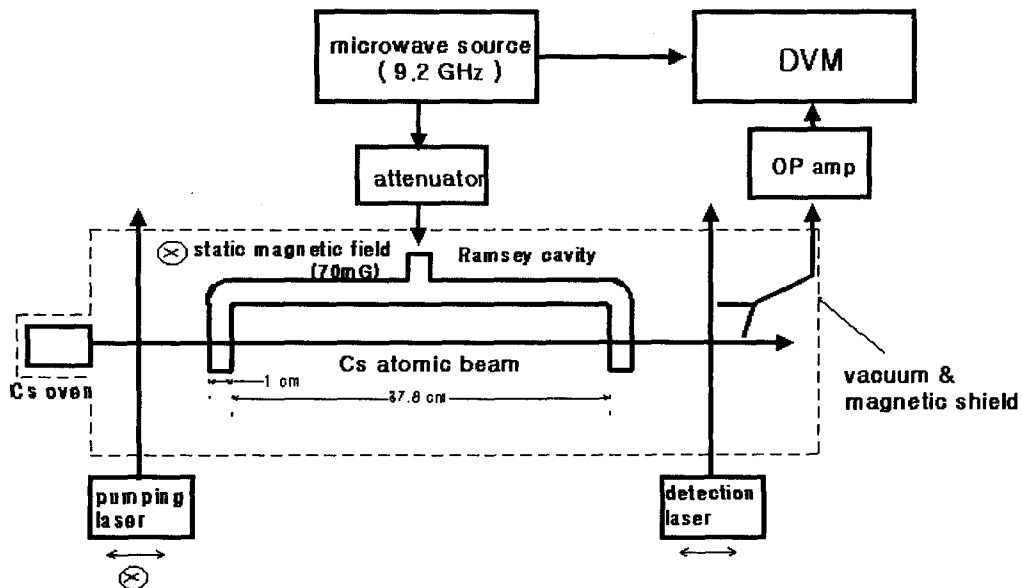 microwave source
( 9,2 GHz )
DVM
attenuator
OP amp
static magnetic field
(70mG)
Ramsey cavity
Cs oven
Cs atomic beam
1 cm
37.8 cm
vacuum &
magnetic shield
pumping
laser
detection
laser